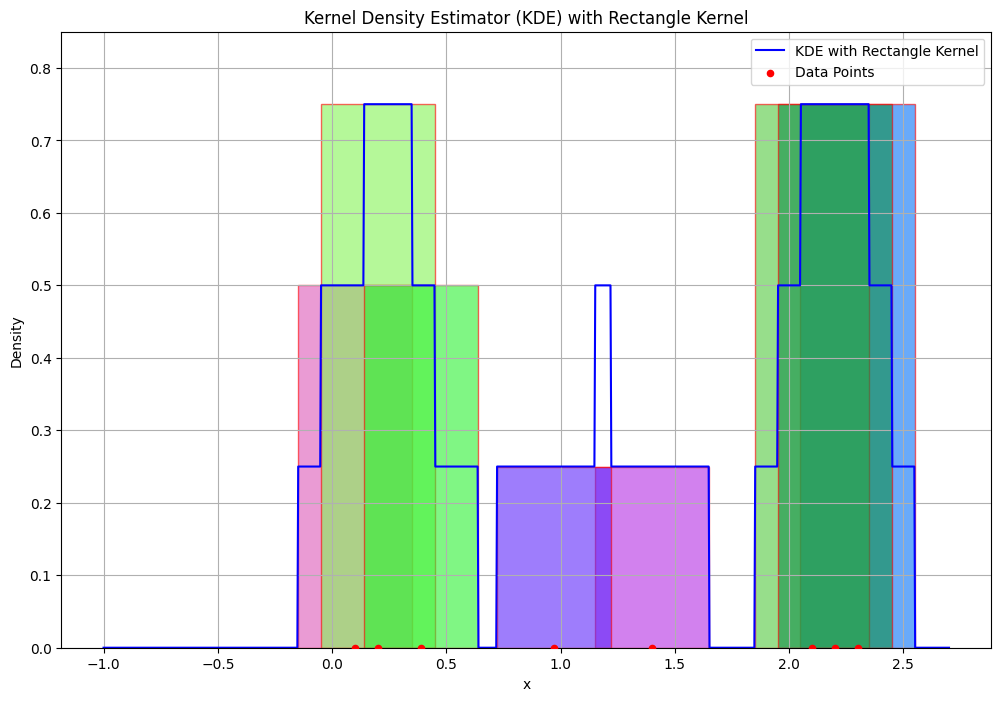 Kernel Density Estimator (KDE) with Rectangle Kernel
KDE with Rectangle Kernel
Data Points
0.8
0.7
0.6
0.5
0.4
0.3
0.2
0.1
0.0
Density
−1.0 −0.5 0.0 0.5 1.0 1.5 2.0 2.5
x